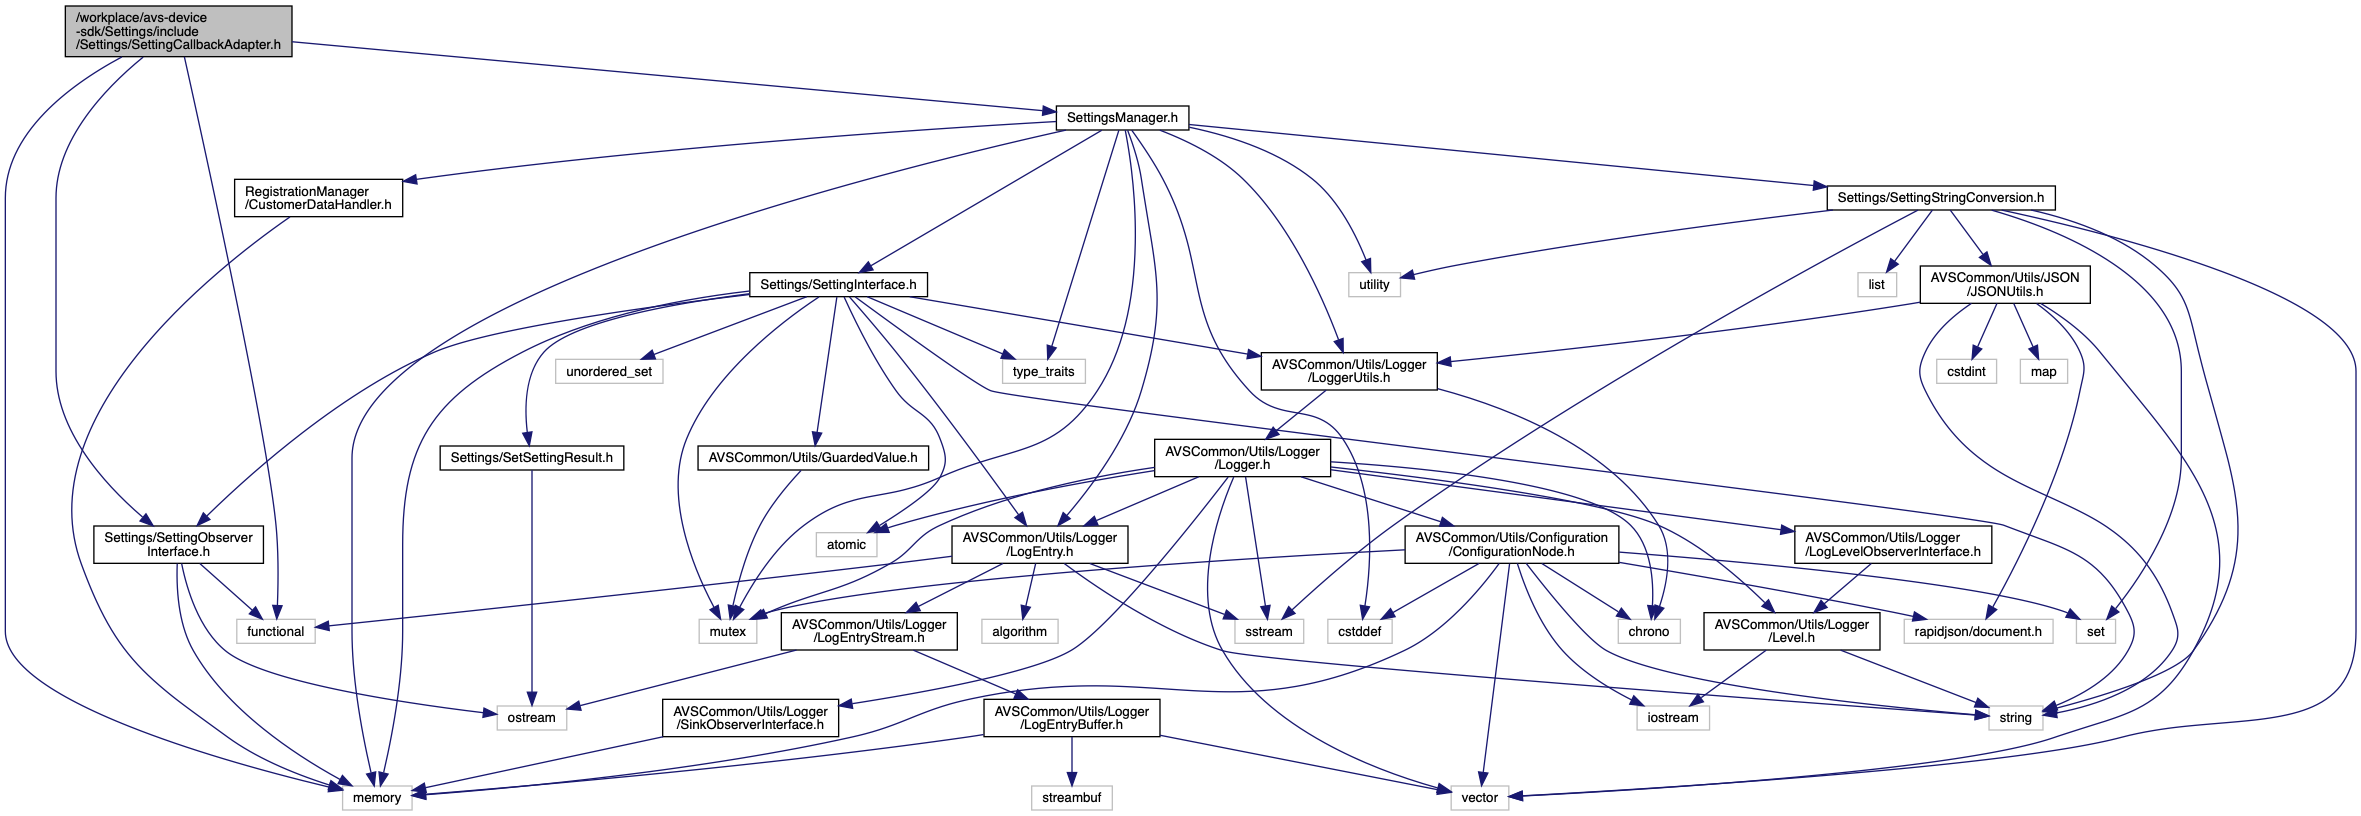 /workplace/avs-device
-sdk/Settings/include
/Settings/SettingCallbackAdapter.h
SettingsManager.h
RegistrationManager
/CustomerDataHandler.h
Settings/SettingStringConversion.h
Settings/SettingInterface.h
utility
list
AVSCommon/Utils/JSON
/JSONUtils.h
unordered_set
type_traits
AVSCommon/Utils/Logger
/LoggerUtils.h
cstdint
map
Settings/SetSettingResult.h
AVSCommon/Utils/GuardedValue.h
AVSCommon/Utils/Logger
/Logger.h
Settings/SettingObserver
Interface.h
atomic
AVSCommon/Utils/Logger
/LogEntry.h
AVSCommon/Utils/Configuration
/ConfigurationNode.h
AVSCommon/Utils/Logger
/LogLevelObserverInterface.h
functional
mutex
AVSCommon/Utils/Logger
/LogEntryStream.h
algorithm
sstream
cstddef
chrono
AVSCommon/Utils/Logger
/Level.h
rapidjson/document.h
set
ostream
AVSCommon/Utils/Logger
/SinkObserverInterface.h
AVSCommon/Utils/Logger
/LogEntryBuffer.h
iostream
string
memory
streambuf
vector